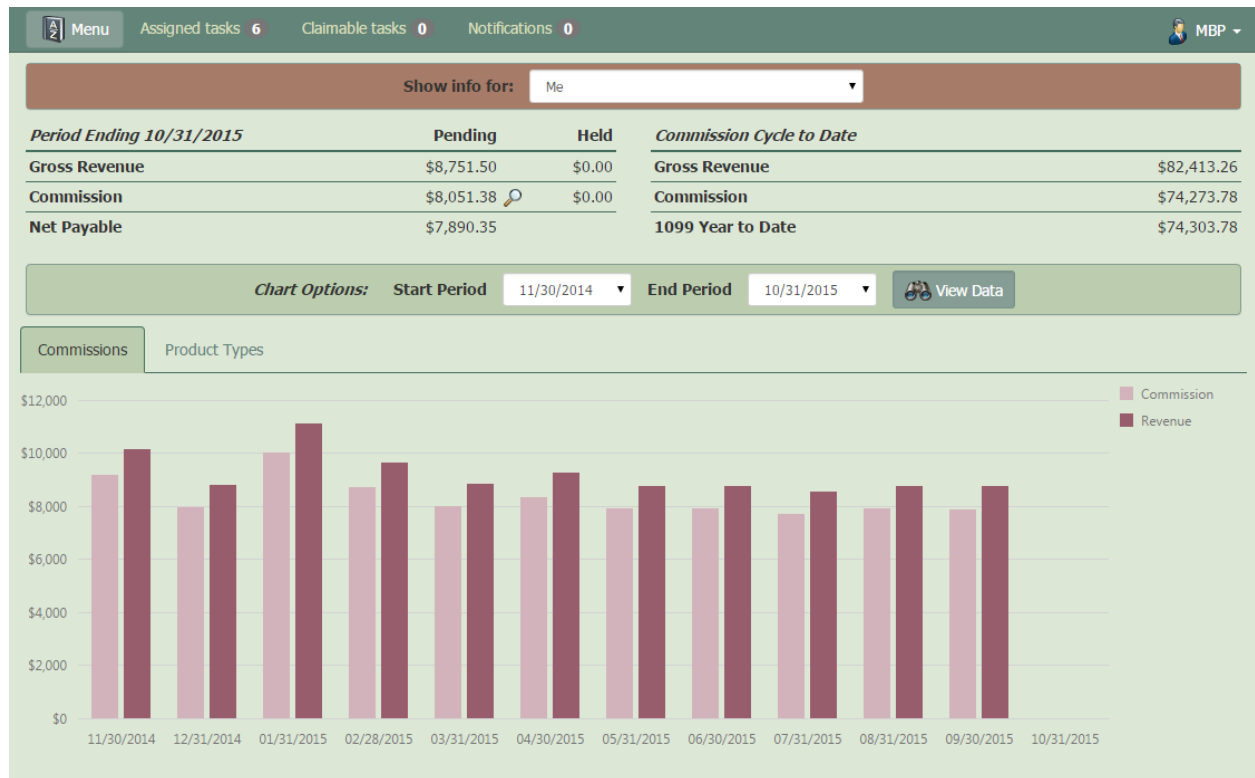 Menu Assigned tasks 6 Claimable tasks 0 Notifications 0 MBP
Show info for: Me
Period Ending 10/31/2015 Pending Held Commission Cycle to Date
Gross Revenue $8,751.50 $0.00 Gross Revenue $82,413.26
Commission $8,051.38 $0.00 Commission $74,273.78
Net Payable $7,890.35 1099 Year to Date $74,303.78
Chart Options: Start Period 11/30/2014 End Period 10/31/2015 View Data
Commissions Product Types
$12,000 Commission
Revenue
$10,000
$8,000
$6,000
$4,000
$2,000
$0
11/30/2014 12/31/2014 01/31/2015 02/28/2015 03/31/2015 04/30/2015 05/31/2015 06/30/2015 07/31/2015 08/31/2015 09/30/2015 10/31/2015